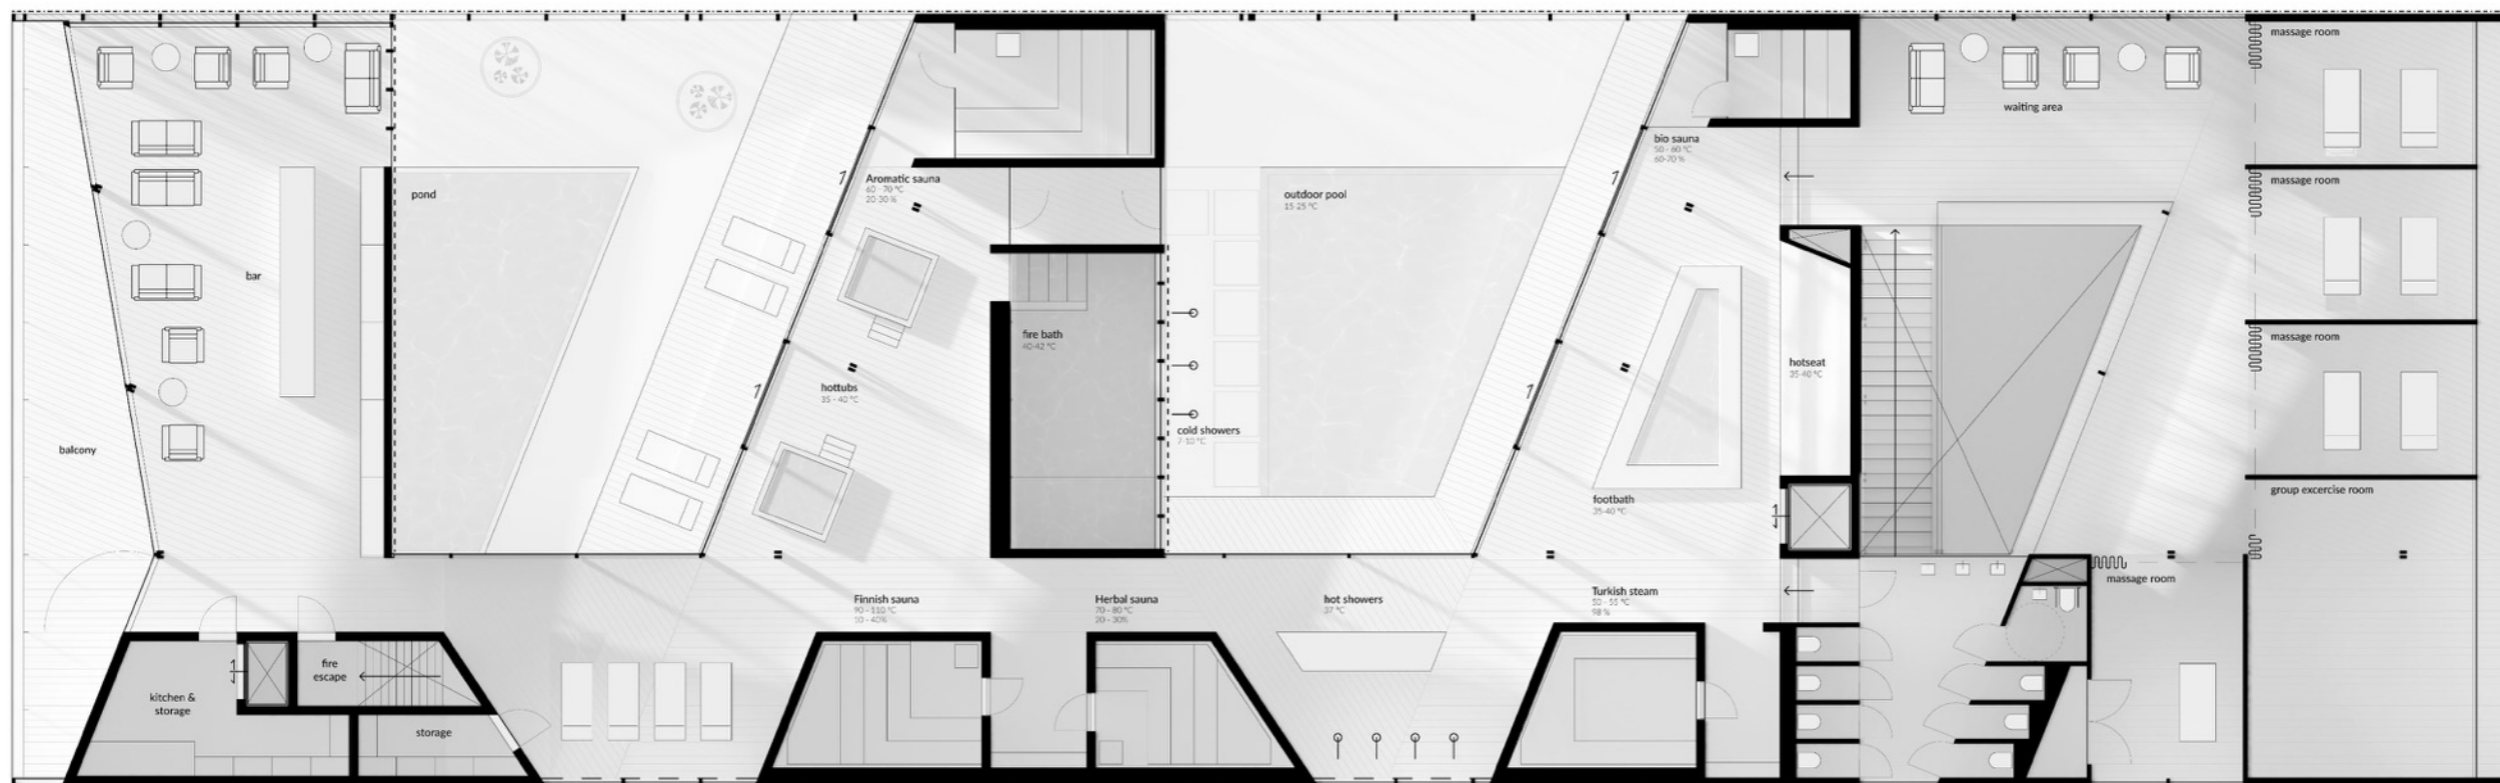 massage room
waiting area
bio sauna
50 - 60 °C
60-70 %
Aromatic sauna
60 - 70 °C
20-30 %
massage room
pond
outdoor pool
15-25 °C
bar
fire bath
40-42 °C
massage room
hotseat
35-40 °C
hottubs
35 - 40 °C
cold showers
7-10 °C
balcony
footbath
35-40 °C
group excercise room
massage room
Finnish sauna
90 - 110 °C
Herbal sauna
70 - 80 °C
20 - 30%
hot showers
37 °C
Turkish steam
98 %
fire
escape
kitchen &
storage
storage